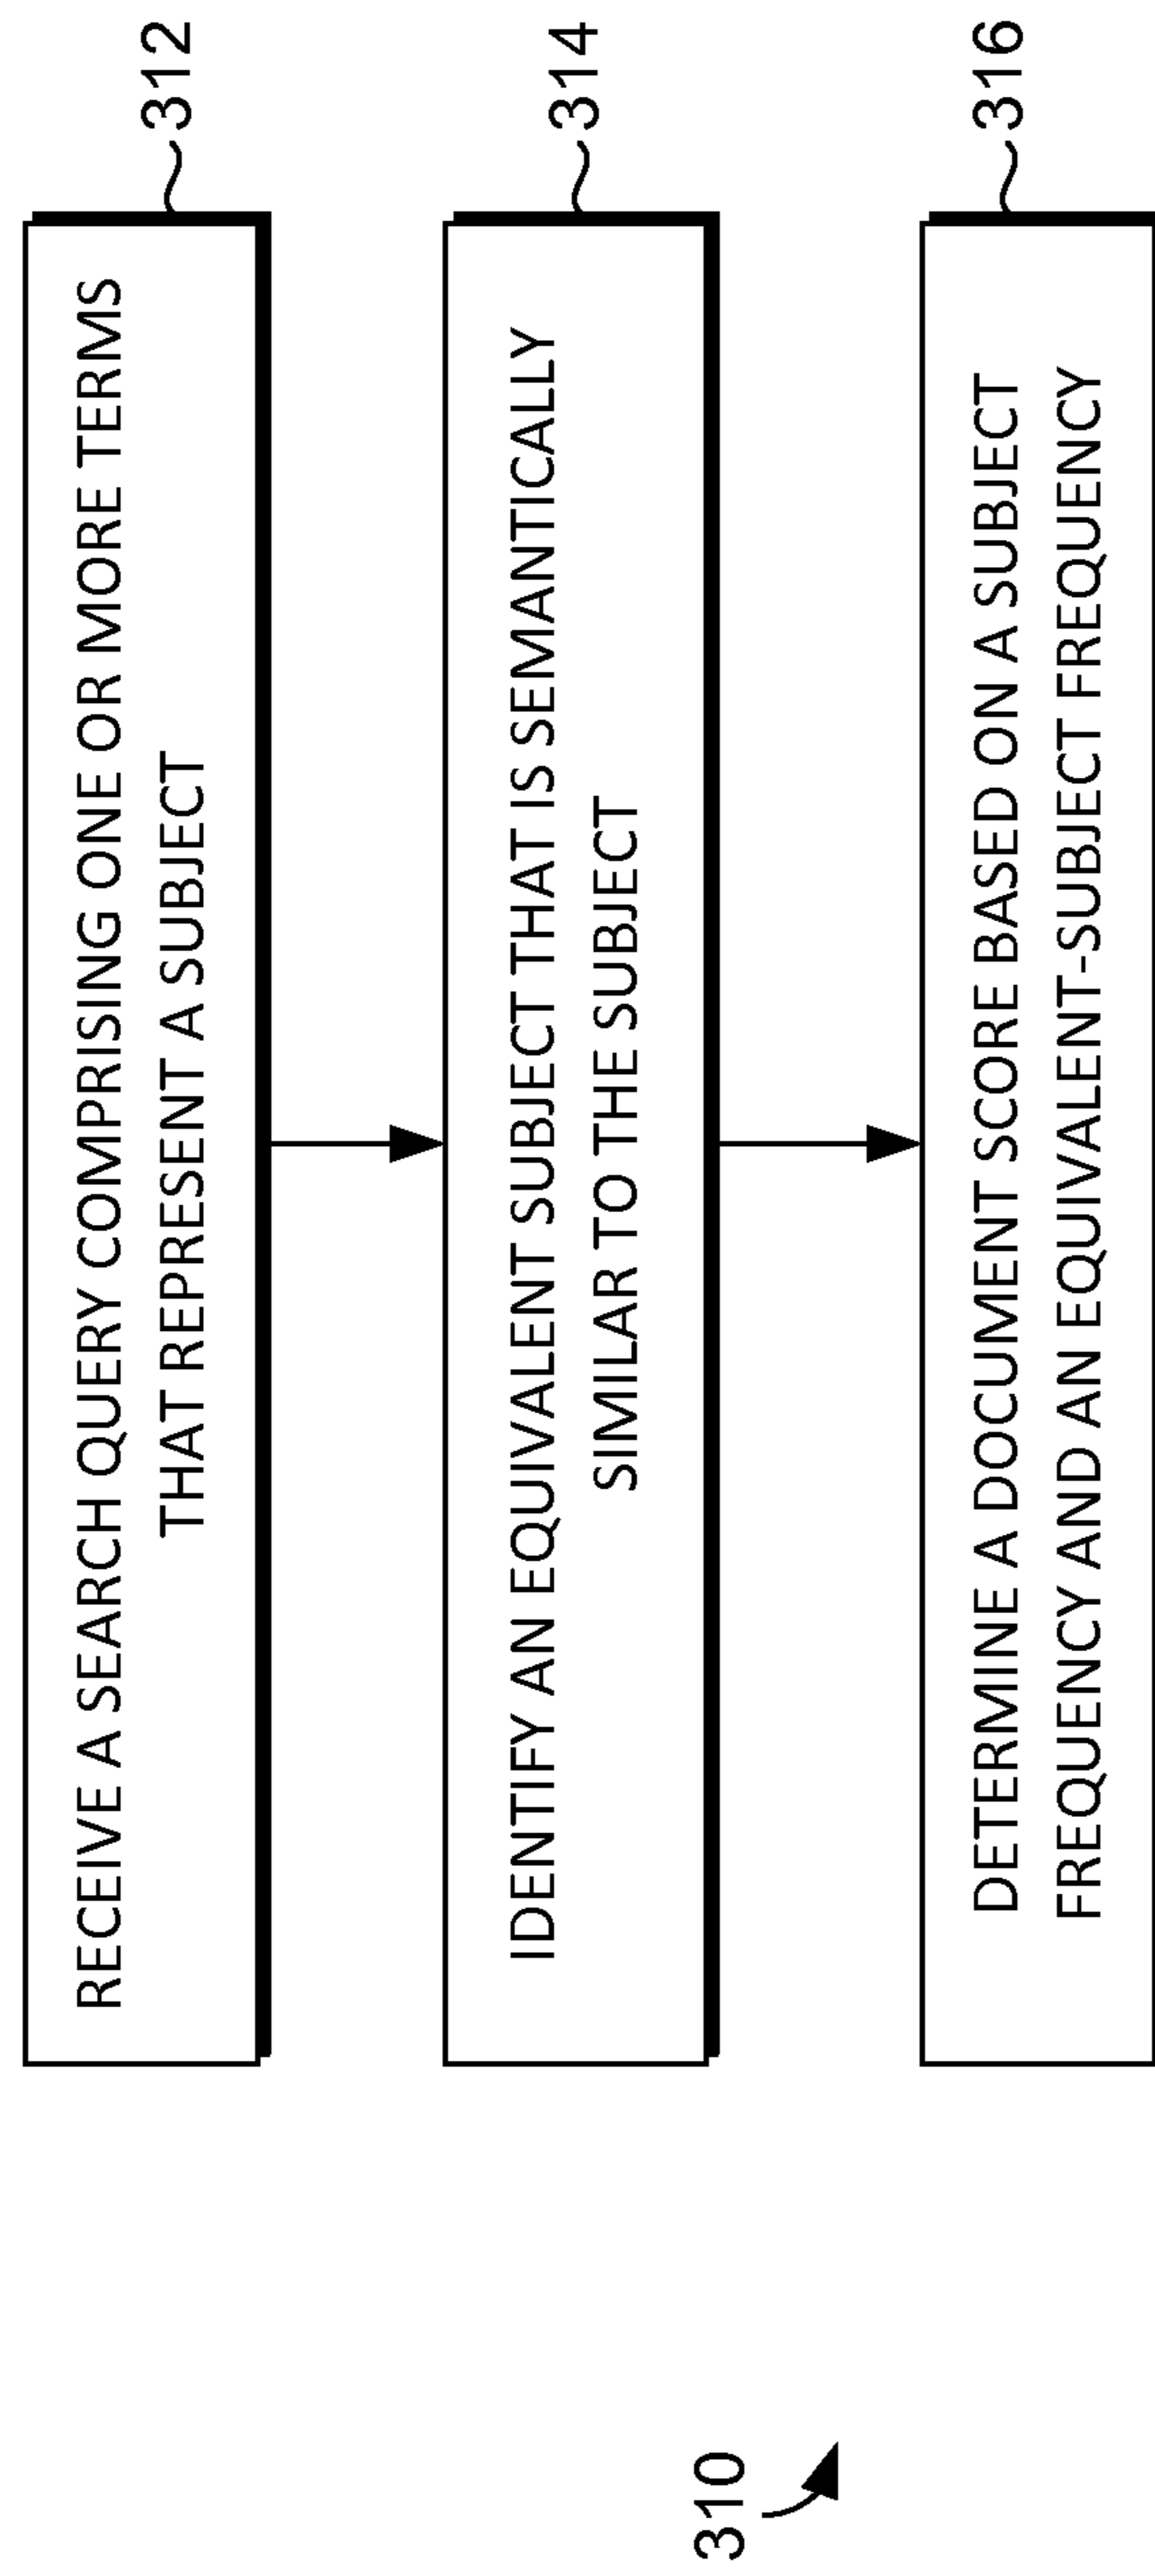 RECEIVE A SEARCH QUERY COMPRISING ONE OR MORE TERMS
THAT REPRESENT A SUBJECT
312
IDENTIFY AN EQUIVALENT SUBJECT THAT IS SEMANTICALLY
SIMILAR TO THE SUBJECT
314
DETERMINE A DOCUMENT SCORE BASED ON A SUBJECT
FREQUENCY AND AN EQUIVALENT-SUBJECT FREQUENCY
316
310